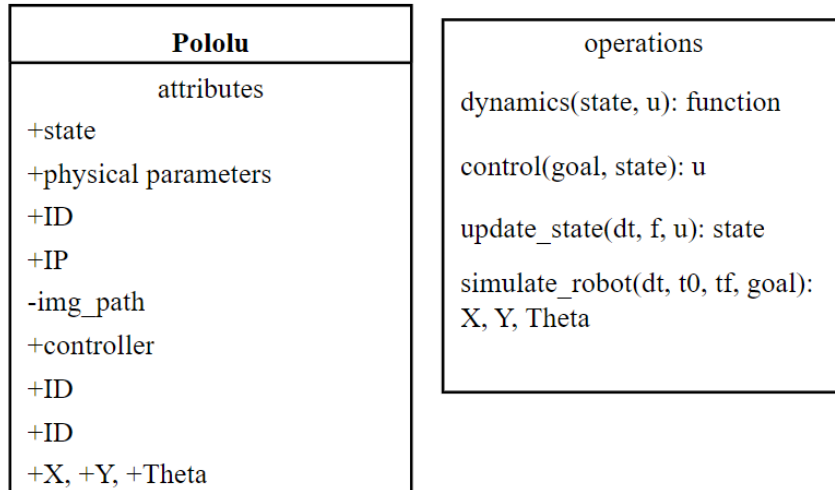 Pololu
attributes
+state
+physical parameters
+ID
+IP
-img_path
+controller
+ID
+ID
+X, +Y, +Theta
operations
dynamics(state, u): function
control(goal, state): u
update_state(dt, f, u): state
simulate_robot(dt, t0, tf, goal):
X, Y, Theta